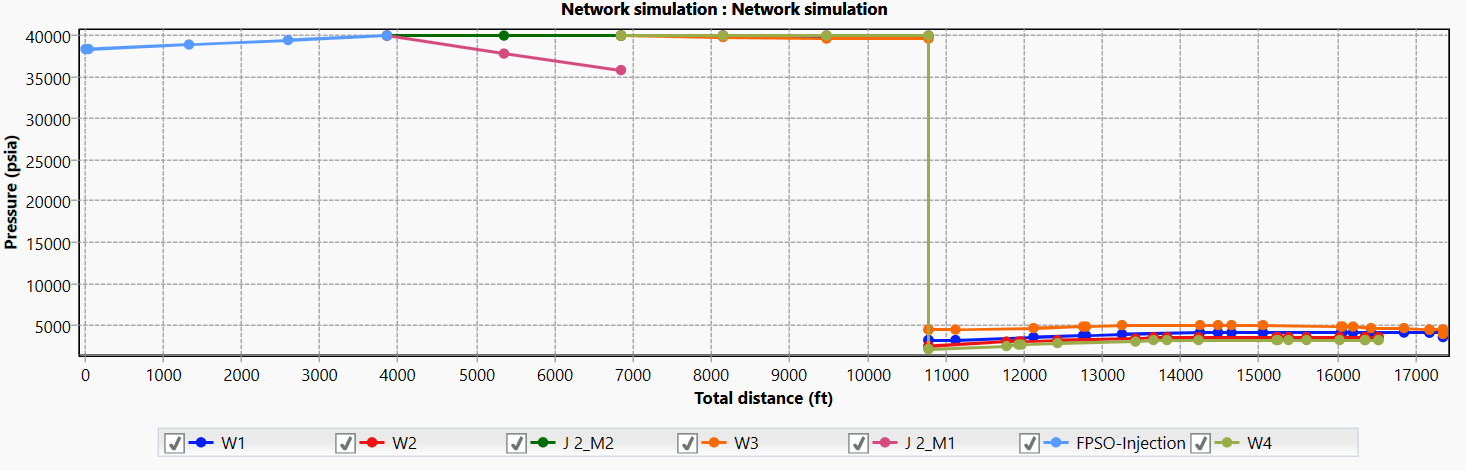 Network simulation : Network simulation
40000
35000
30000
25000
20000
15000
10000
5000
Pressure (psia)
0 1000 2000 3000 4000 5000 6000 7000 8000 9000 10000 11000 12000 13000 14000 15000 16000 17000
Total distance (ft)
W1 W2 J 2_M2 W3 J 2_M1 FPSO-Injection W4